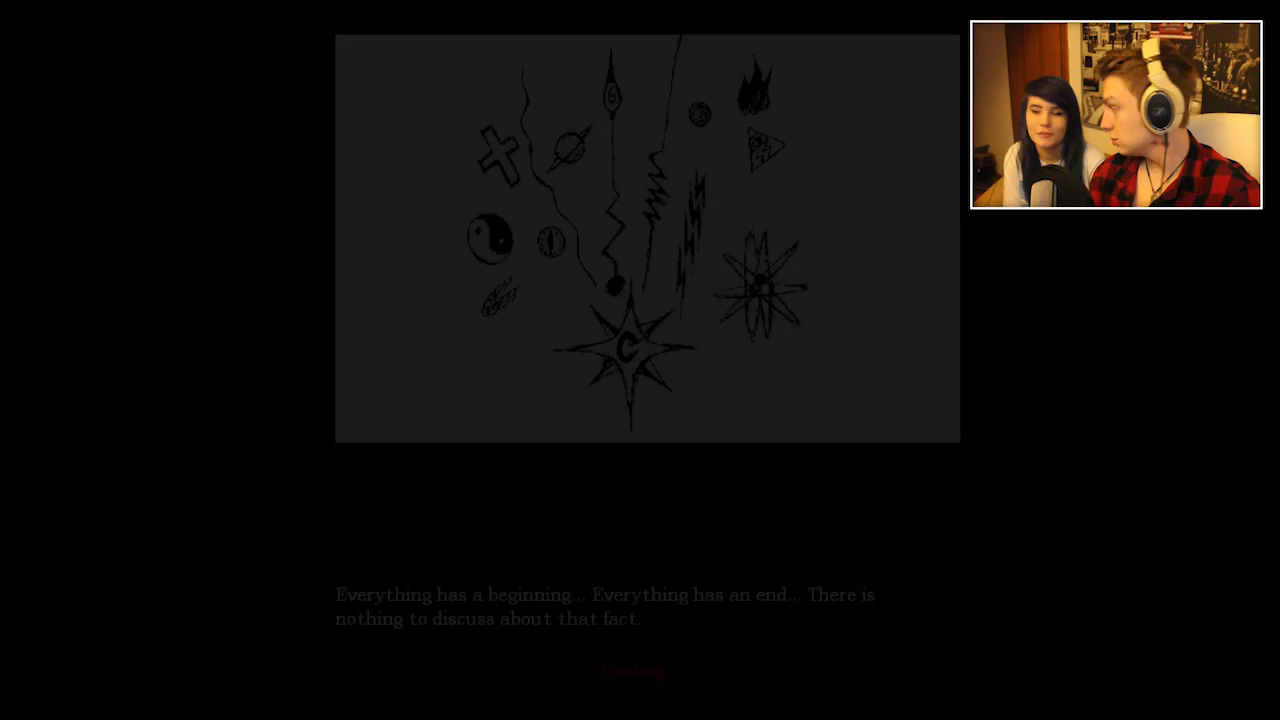 C
Everything has a beginning... Everything has an end... There is
nothing to discuss about that fact.